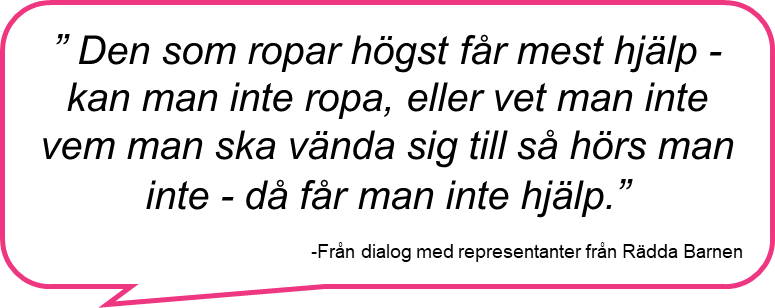 ” Den som ropar högst får mest hjälp -
kan man inte ropa, eller vet man inte
vem man ska vända sig till så hörs man
inte - då får man inte hjälp.”
-Från dialog med representanter från Rädda Barnen